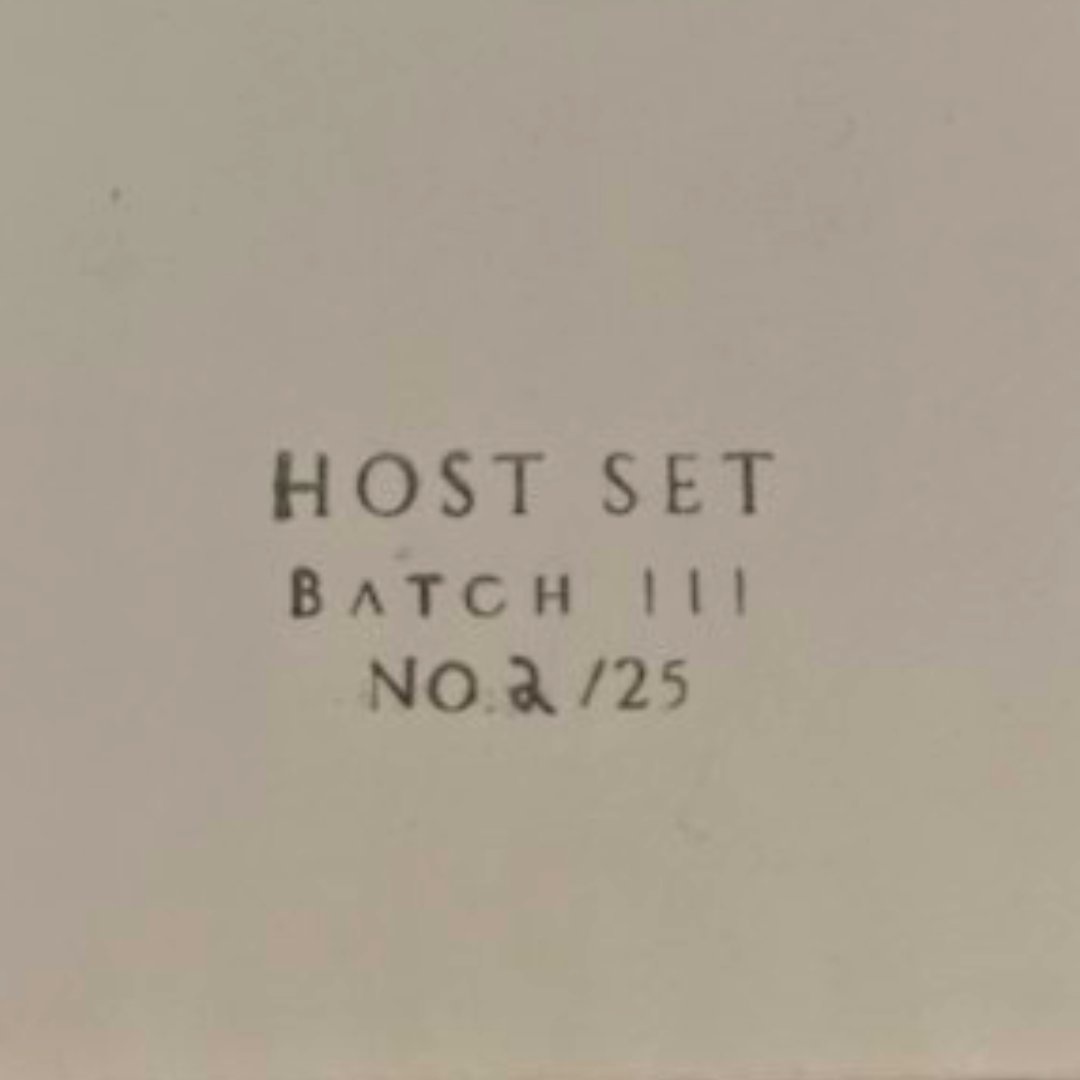 HOST SET
BATCH III
NO. 2/25